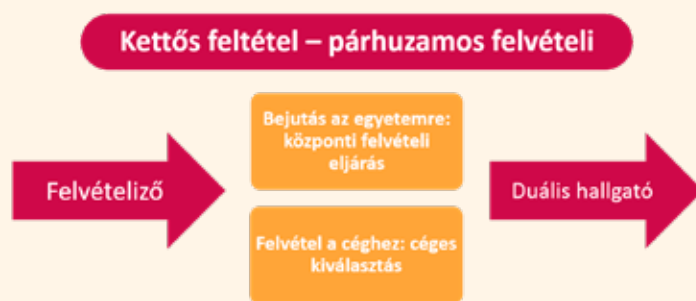 Kettős feltétel – párhuzamos felvételi
Felvételiző
Bejutás az egyetemre:
központi felvételi
eljárás
Felvétel a céghez: céges
kiválasztás
Duális hallgató